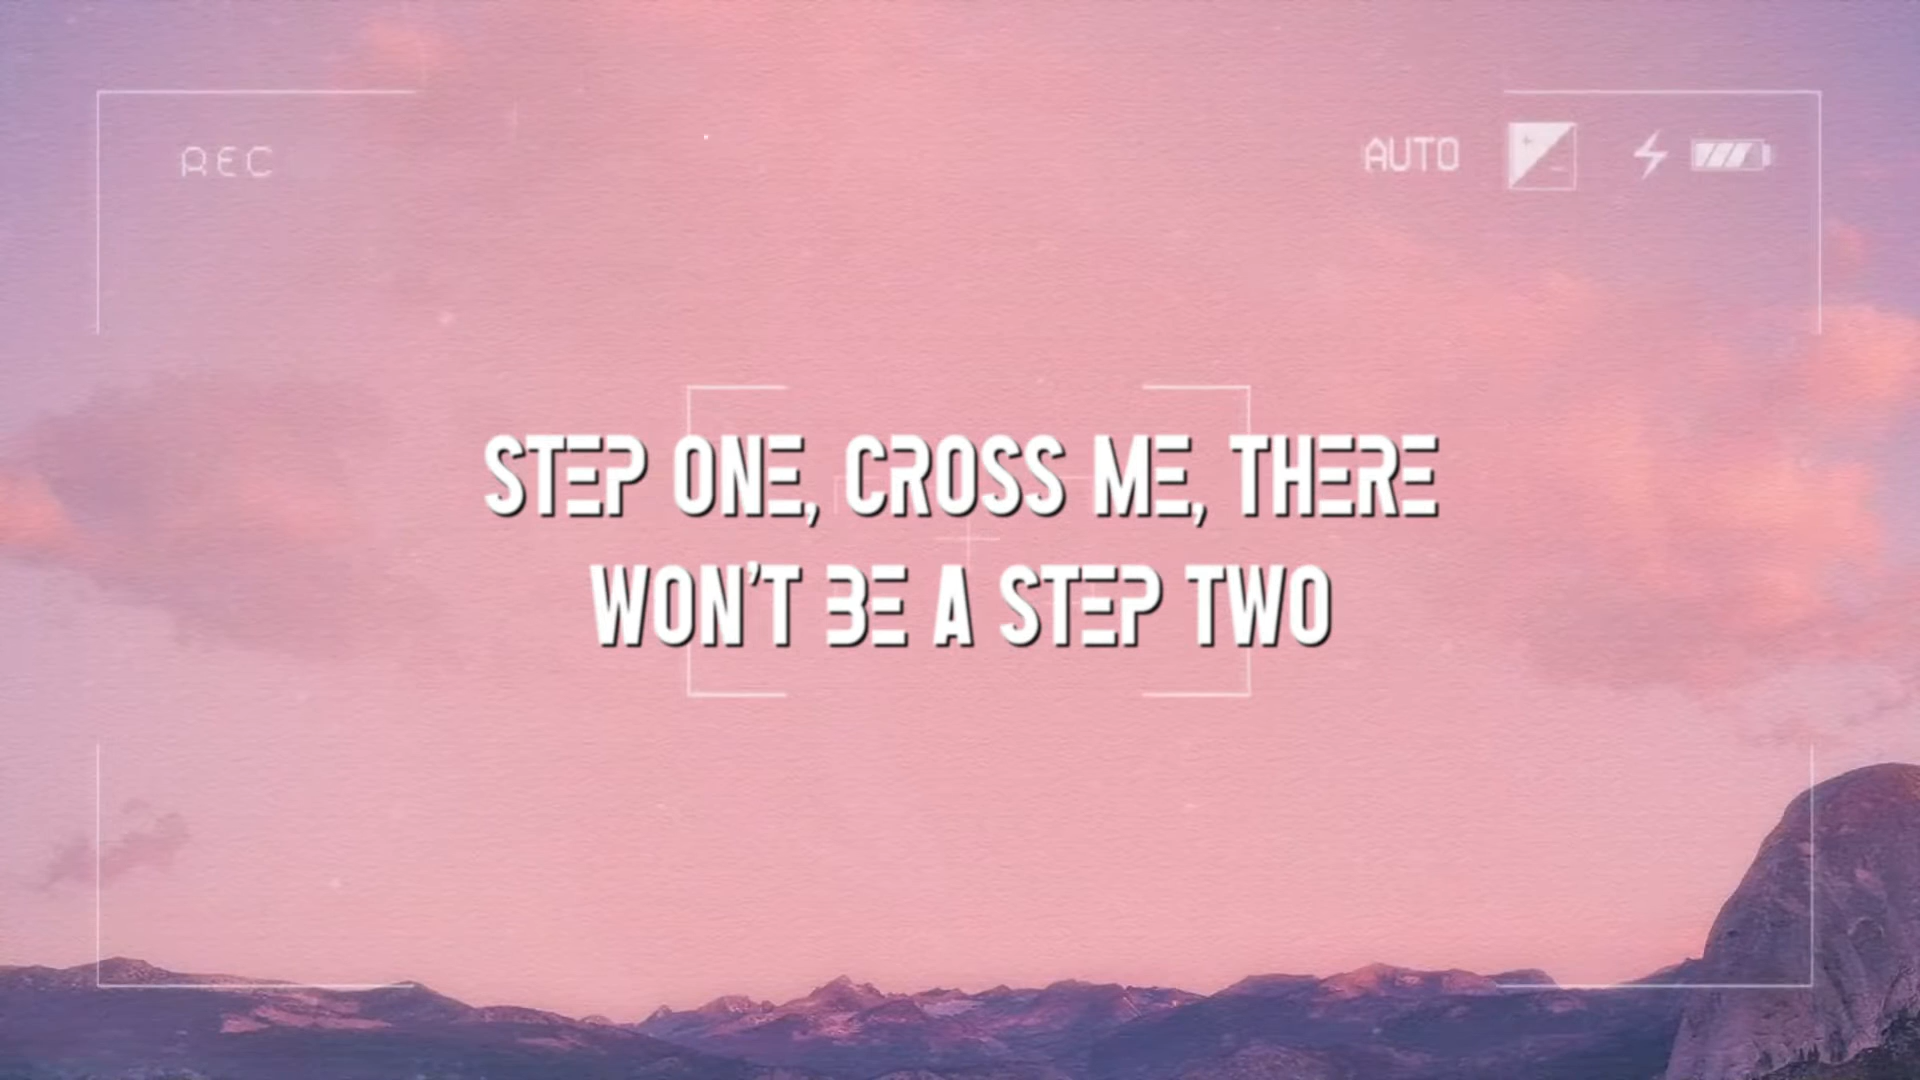 REC
AUTO
STEP ONE, CROSS ME, THERE
WON'T BE A STEP TWO